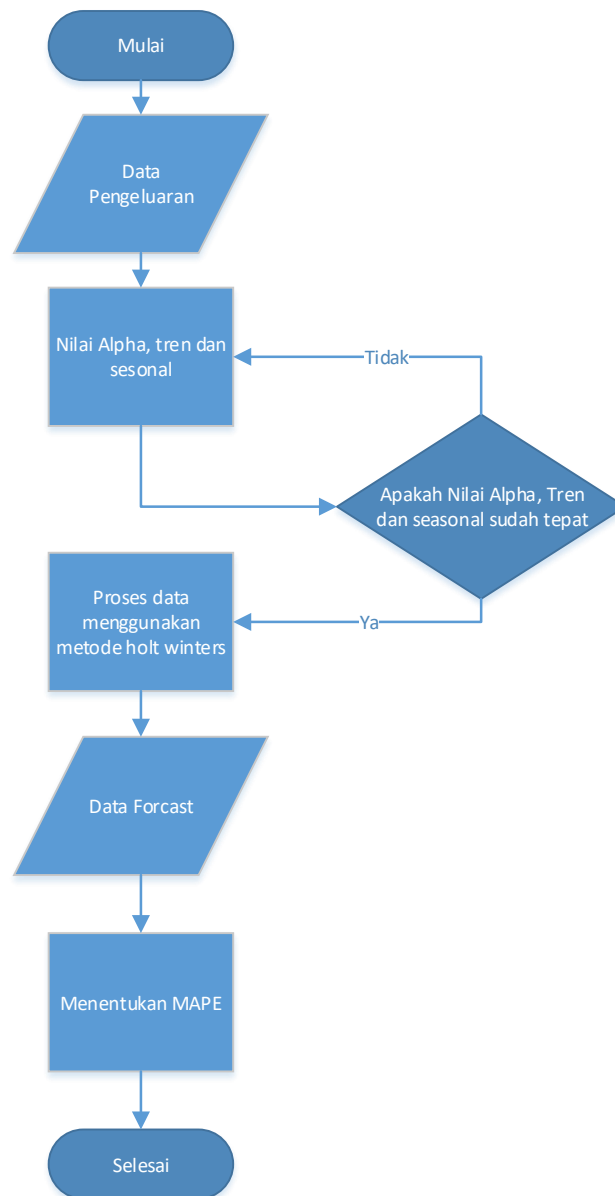 Mulai
Data
Pengeluaran
Nilai Alpha, tren dan
sesonal
Tidak
Apakah Nilai Alpha, Tren
dan seasonal sudah tepat
Proses data
menggunakan
metode holt winters
Ya
Data Forcast
Menentukan MAPE
Selesai